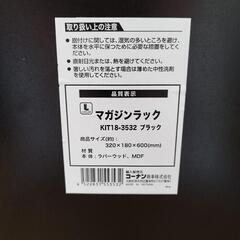 取り扱い上の注意
●据付けに関しては、湿気の多いところを避け、
本体を水平に保つために必要な措置をしてく
ださい。
●直射日光または、熱を避けてください。
●著しい汚れを落とす場合は薄めた中性洗剤
を使用してください。
品質表示
L
マガジンラック
KIT18-3532 ブラック
商品サイズ(約):
320×180×600(mm)
材質:
本体:ラバーウッド、MDF
コーナン商事株式会社